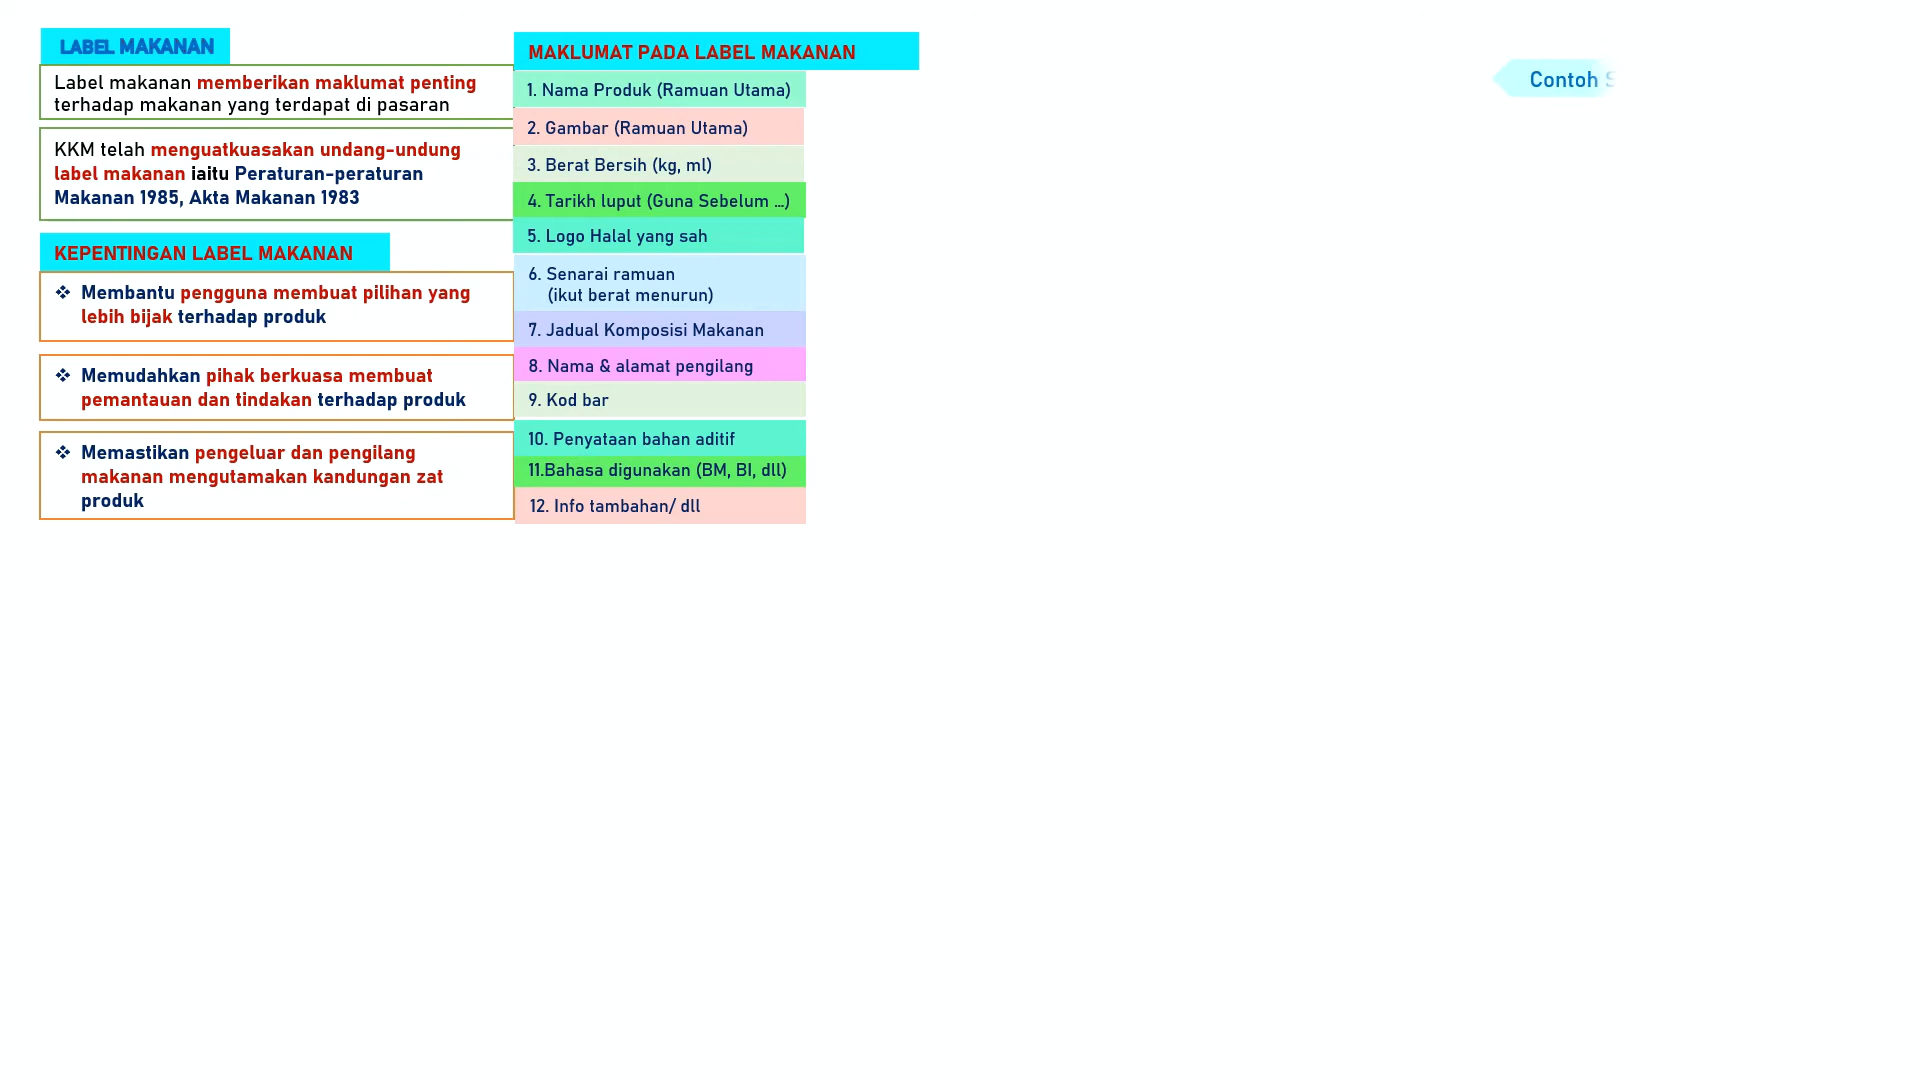 LABEL MAKANAN
Label makanan memberikan maklumat penting
terhadap makanan yang terdapat di pasaran
KKM telah menguatkuasakan undang-undung
label makanan iaitu Peraturan-peraturan
Makanan 1985, Akta Makanan 1983
KEPENTINGAN LABEL MAKANAN
❖ Membantu pengguna membuat pilihan yang
lebih bijak terhadap produk
❖ Memudahkan pihak berkuasa membuat
pemantauan dan tindakan terhadap produk
❖ Memastikan pengeluar dan pengilang
makanan mengutamakan kandungan zat
produk
MAKLUMAT PADA LABEL MAKANAN
1. Nama Produk (Ramuan Utama)
2. Gambar (Ramuan Utama)
3. Berat Bersih (kg, ml)
4. Tarikh luput (Guna Sebelum ...)
5. Logo Halal yang sah
6. Senarai ramuan
(ikut berat menurun)
7. Jadual Komposisi Makanan
8. Nama & alamat pengilang
9. Kod bar
10. Penyataan bahan aditif
11.Bahasa digunakan (BM, BI, dll)
12. Info tambahan/ dll
Contoh